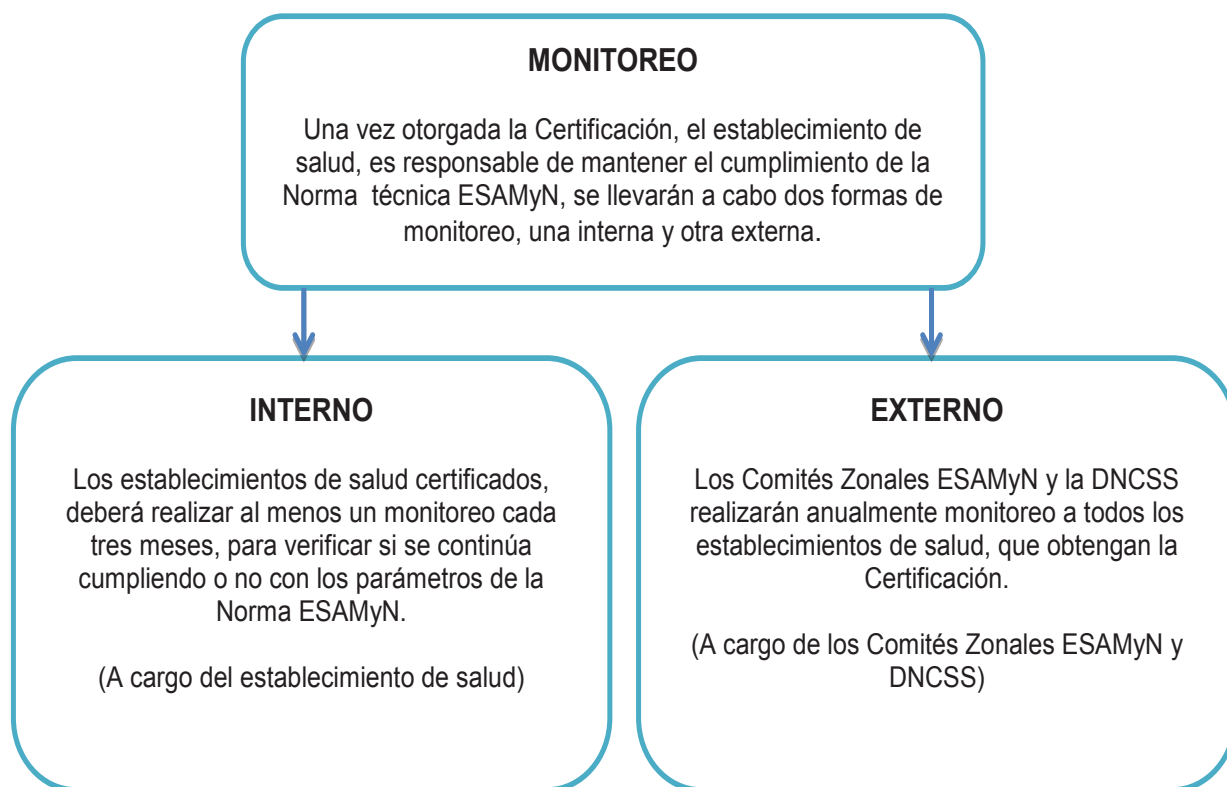 MONITOREO
Una vez otorgada la Certificación, el establecimiento de
salud, es responsable de mantener el cumplimiento de la
Norma  técnica ESAMyN, se llevarán a cabo dos formas de
monitoreo, una interna y otra externa.
INTERNO
Los establecimientos de salud certificados,
deberá realizar al menos un monitoreo cada
tres meses, para verificar si se continúa
cumpliendo o no con los parámetros de la
Norma ESAMyN.
(A cargo del establecimiento de salud)
EXTERNO
Los Comités Zonales ESAMyN y la DNCSS
realizarán anualmente monitoreo a todos los
establecimientos de salud, que obtengan la
Certificación.
(A cargo de los Comités Zonales ESAMyN y
DNCSS)